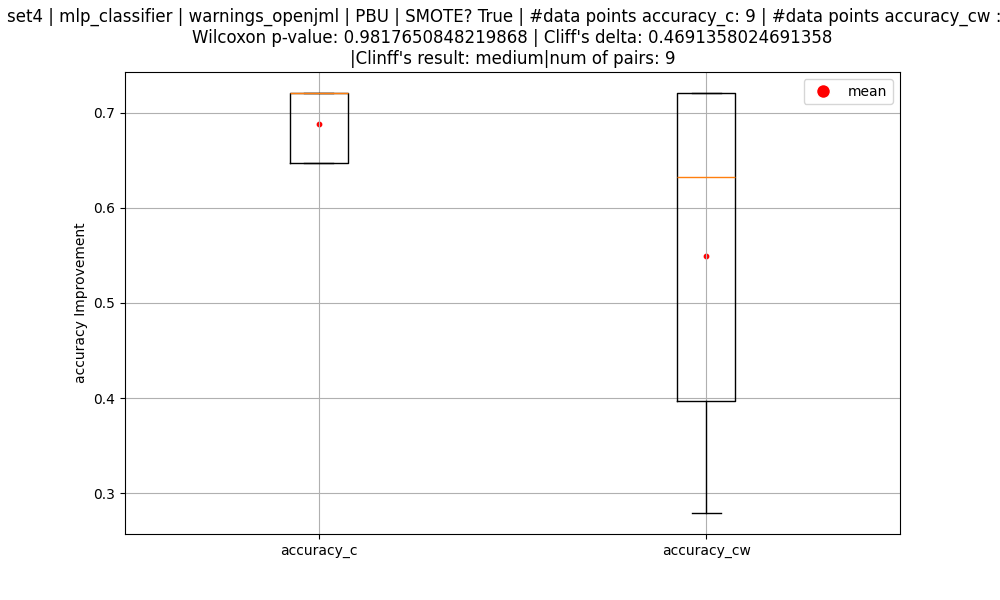 set4 | mlp_classifier | warnings_openjml | PBU | SMOTE? True | #data points accuracy_c: 9 | #data points accuracy_cw :
Wilcoxon p-value: 0.9817650848219868 | Cliff's delta: 0.4691358024691358
|Clinff's result: medium|num of pairs: 9
mean
0.7
0.6
0.5
0.4
0.3
accuracy Improvement
accuracy_c
accuracy_cw